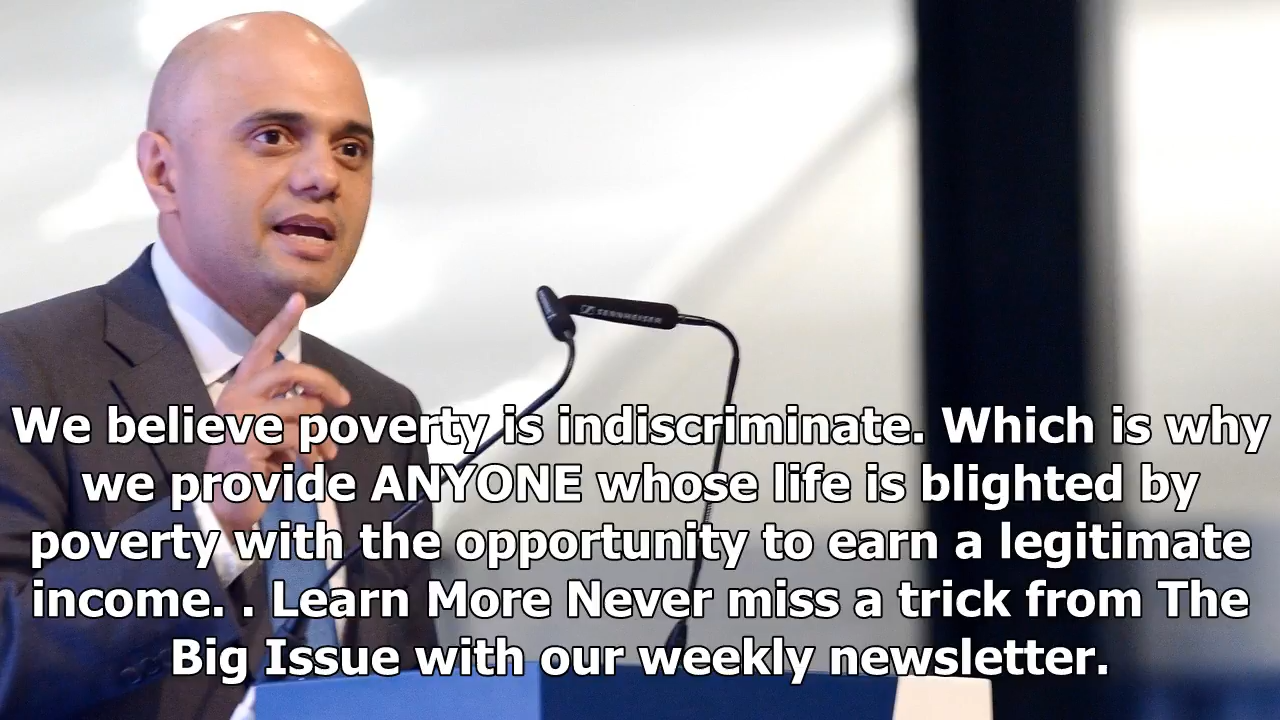 SENNHEISER
We believe poverty is indiscriminate. Which is why
we provide ANYONE whose life is blighted by
poverty with the opportunity to earn a legitimate
income. . Learn More Never miss a trick from The
Big Issue with our weekly newsletter.